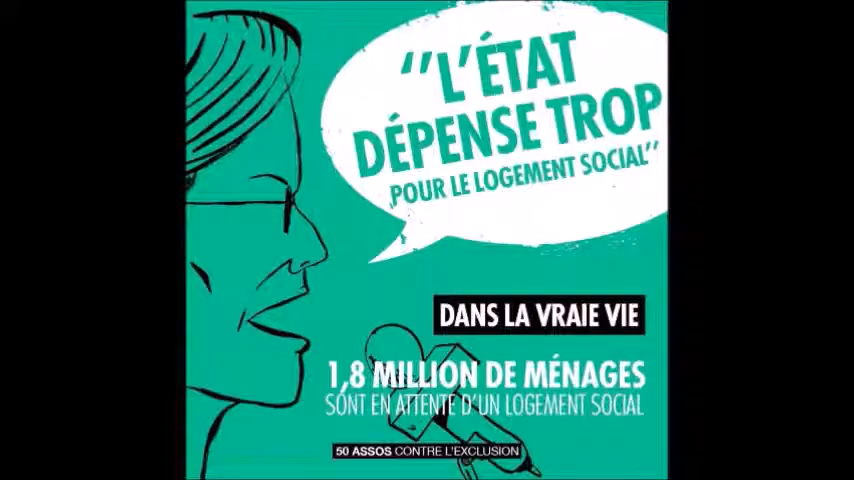 ‘‘L’ÉTAT
DÉPENSE TROP
POUR LE LOGEMENT SOCIAL’’
DANS LA VRAIE VIE
1,8 MILLION DE MÉNAGES
SONT EN ATTENTE D’UN LOGEMENT SOCIAL
50 ASSOS CONTRE L’EXCLUSION